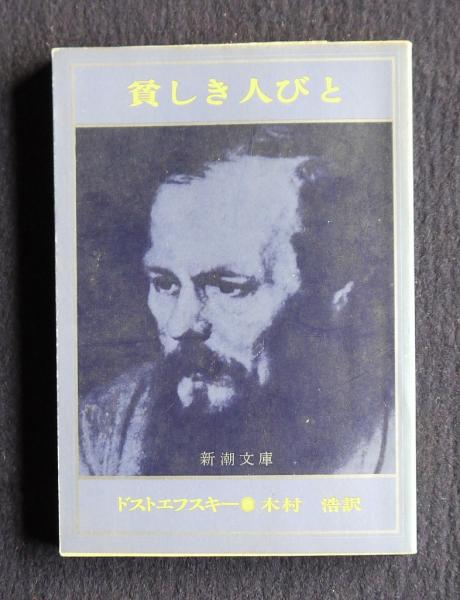 貧しき人びと
新潮文庫
ドストエフスキー●木村 浩訳